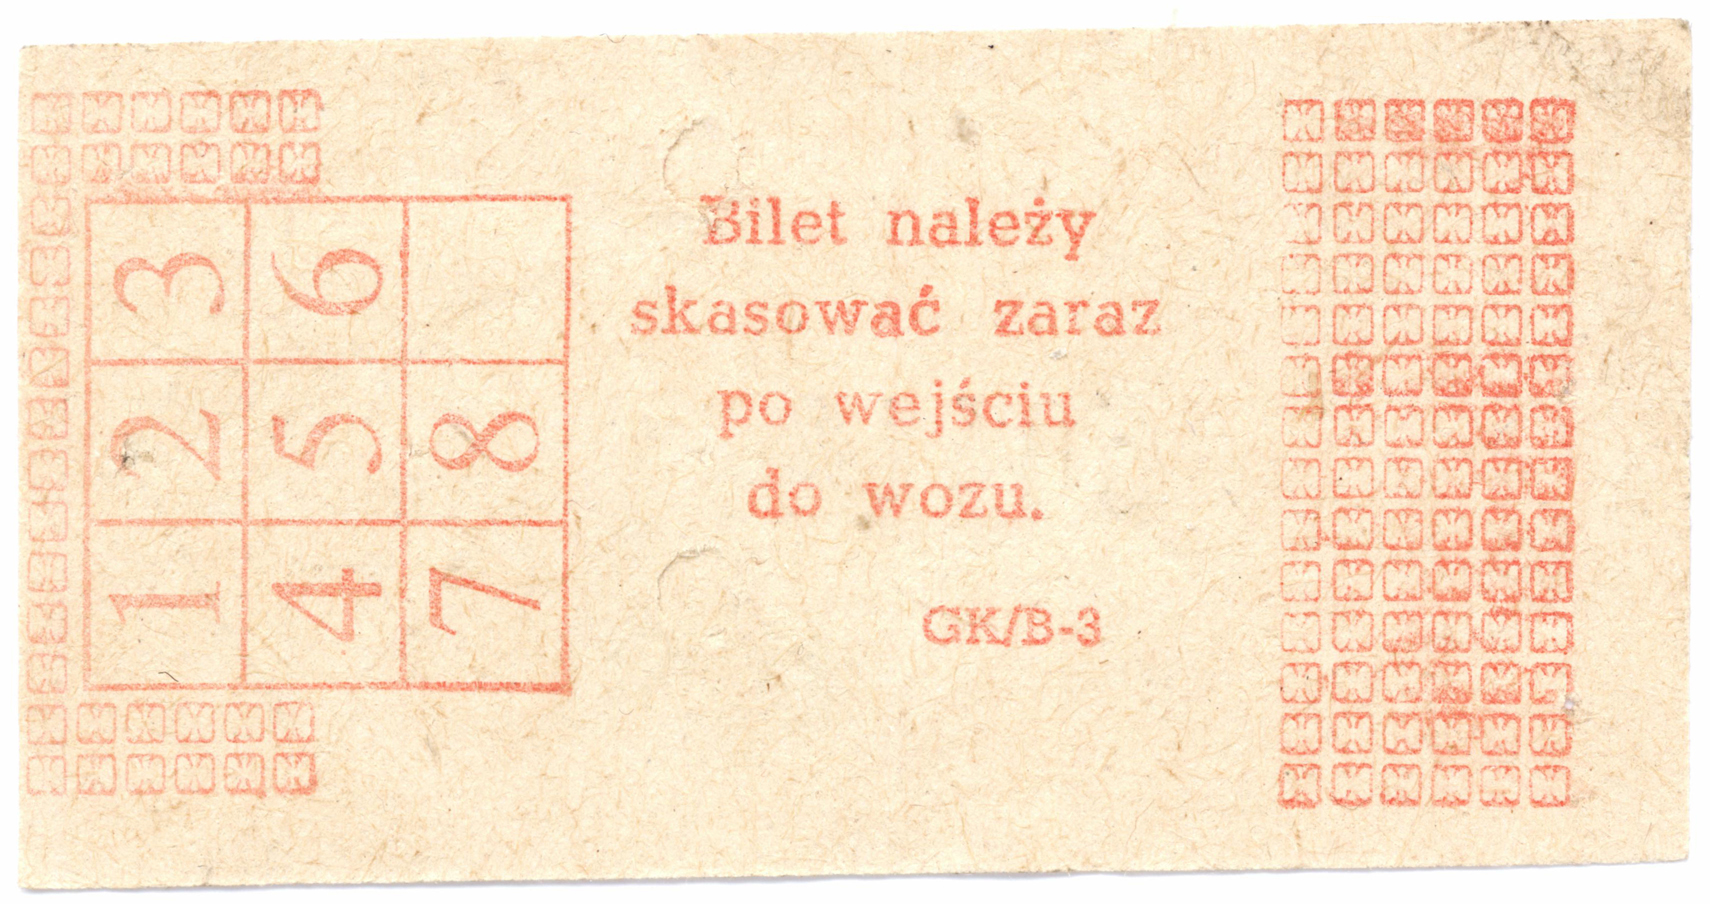 3 6
2 5 8
1 4 7
Bilet należy
skasować zaraz
po wejściu
do wozu.
GK/B-3